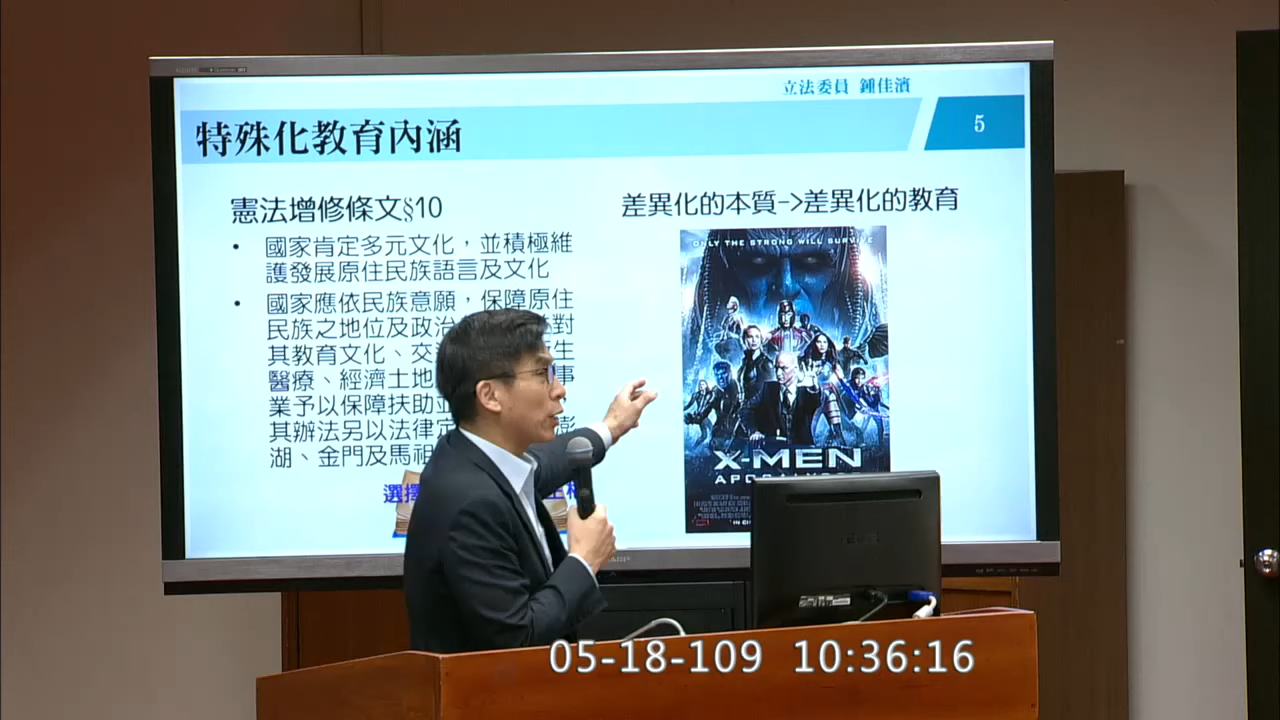 立法委員 鍾佳濱
特殊化教育內涵
5
憲法增修條文§10
• 國家肯定多元文化，並積極維
護發展原住民族語言及文化
• 國家應依民族意願，保障原住
民族之地位及政治
對
其教育文化、交
生
醫療、經濟土地
事
業予以保障扶助並
其辦法另以法律定
澎
湖、金門及馬祖
選擇
差異化的本質->差異化的教育
ONLY THE STRONG WILL SURVIVE
X-MEN
05-18-109 10:36:16